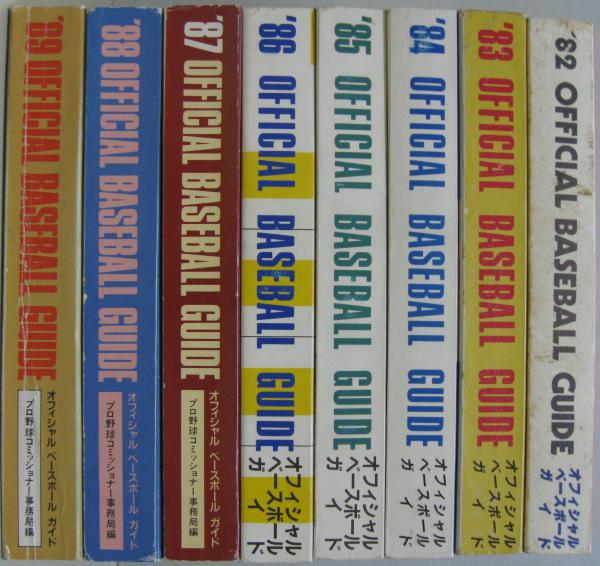 '89 OFFICIAL BASEBALL GUIDE
オフィシャル ベースボール ガイド
プロ野球コミッショナー事務局編
'88 OFFICIAL BASEBALL GUIDE
オフィシャル ベースボール ガイド
プロ野球コミッショナー事務局編
'87 OFFICIAL BASEBALL GUIDE
オフィシャル ベースボール ガイド
プロ野球コミッショナー事務局編
'86 OFFICIAL BASEBALL GUIDE
オフィシャル
ベースボール
ガイド
'85 OFFICIAL BASEBALL GUIDE
オフィシャル
ベースボール
ガイド
'84 OFFICIAL BASEBALL GUIDE
オフィシャル
ベースボール
ガイド
'83 OFFICIAL BASEBALL GUIDE
オフィシャル
ベースボール
ガイド
'82 OFFICIAL BASEBALL GUIDE
オフィシャル
ベースボール
ガイド